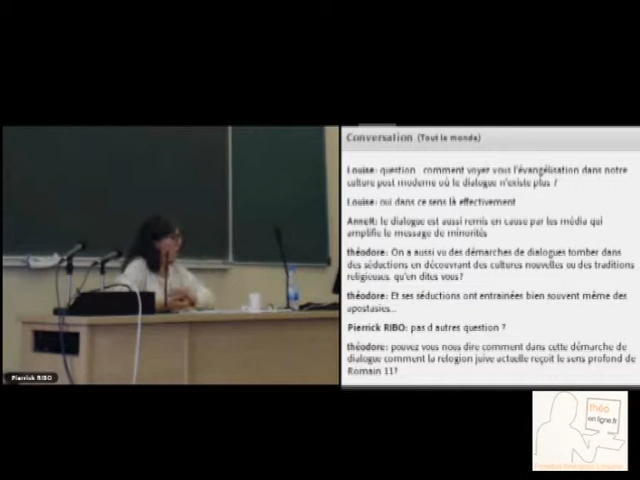 Conversation (Tout le monde)
Louise: question : comment voyez vous l'évangélisation dans notre
culture post moderne où le dialogue n'existe plus ?
Louise: oui dans ce sens là effectivement
AnneR: le dialogue est aussi remis en cause par les média qui
amplifie le message de minorités
théodore: On a aussi vu des démarches de dialogues tomber dans
des séductions en découvrant des cultures nouvelles ou des traditions
religieuses. qu'en dites vous?
théodore: Et ses séductions ont entrainées bien souvent même des
apostasies...
Pierrick RIBO: pas d autres question ?
théodore: pouvez vous nous dire comment dans cette démarche de
dialogue comment la relogion juive actuelle reçoit le sens profond de
Romain 11?
Pierrick RIBO
théo
en ligne.fr